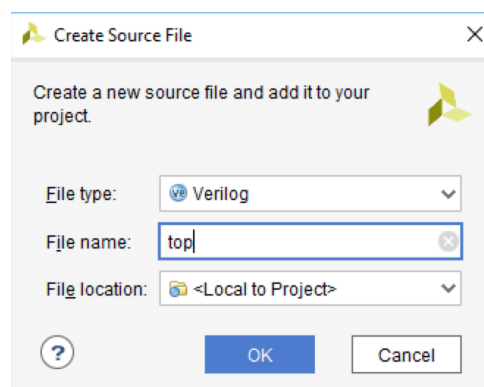 Create Source File
Create a new source file and add it to your
project.
File type: Verilog
File name: top
File location: <Local to Project>
? OK Cancel